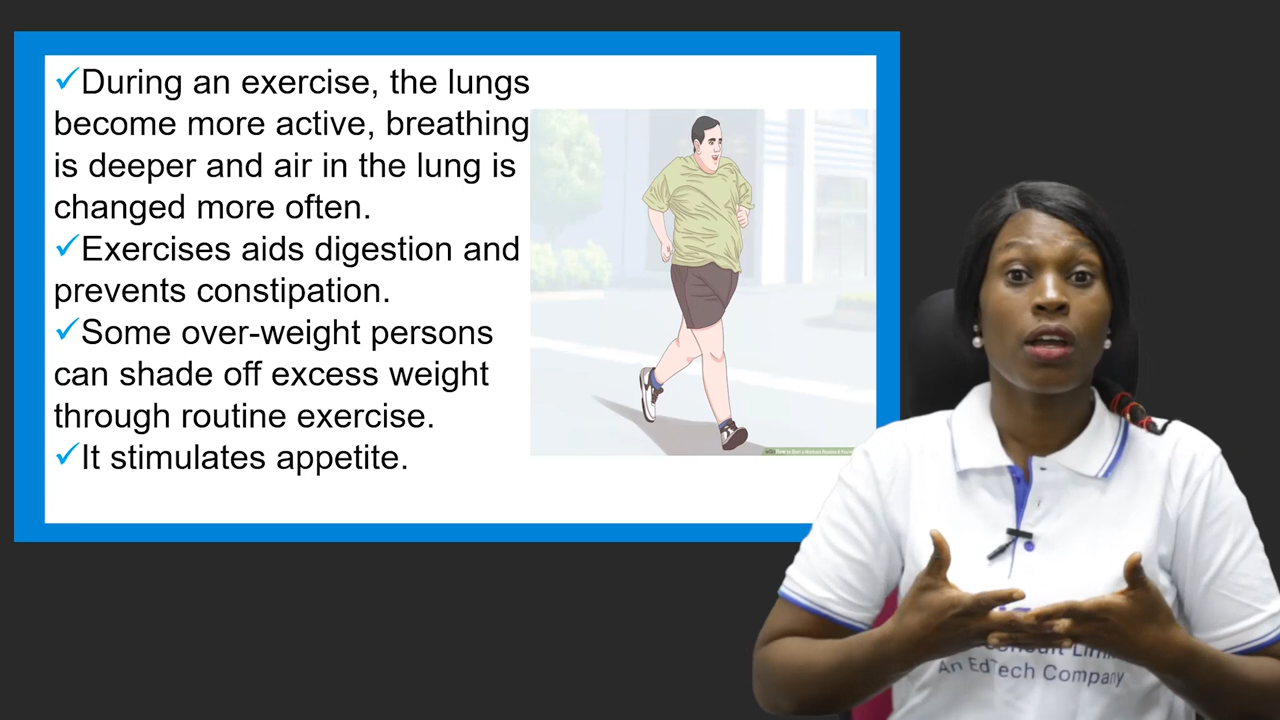 ✓During an exercise, the lungs
become more active, breathing
is deeper and air in the lung is
changed more often.
✓Exercises aids digestion and
prevents constipation.
✓Some over-weight persons
can shade off excess weight
through routine exercise.
✓It stimulates appetite.
An EdTech Company